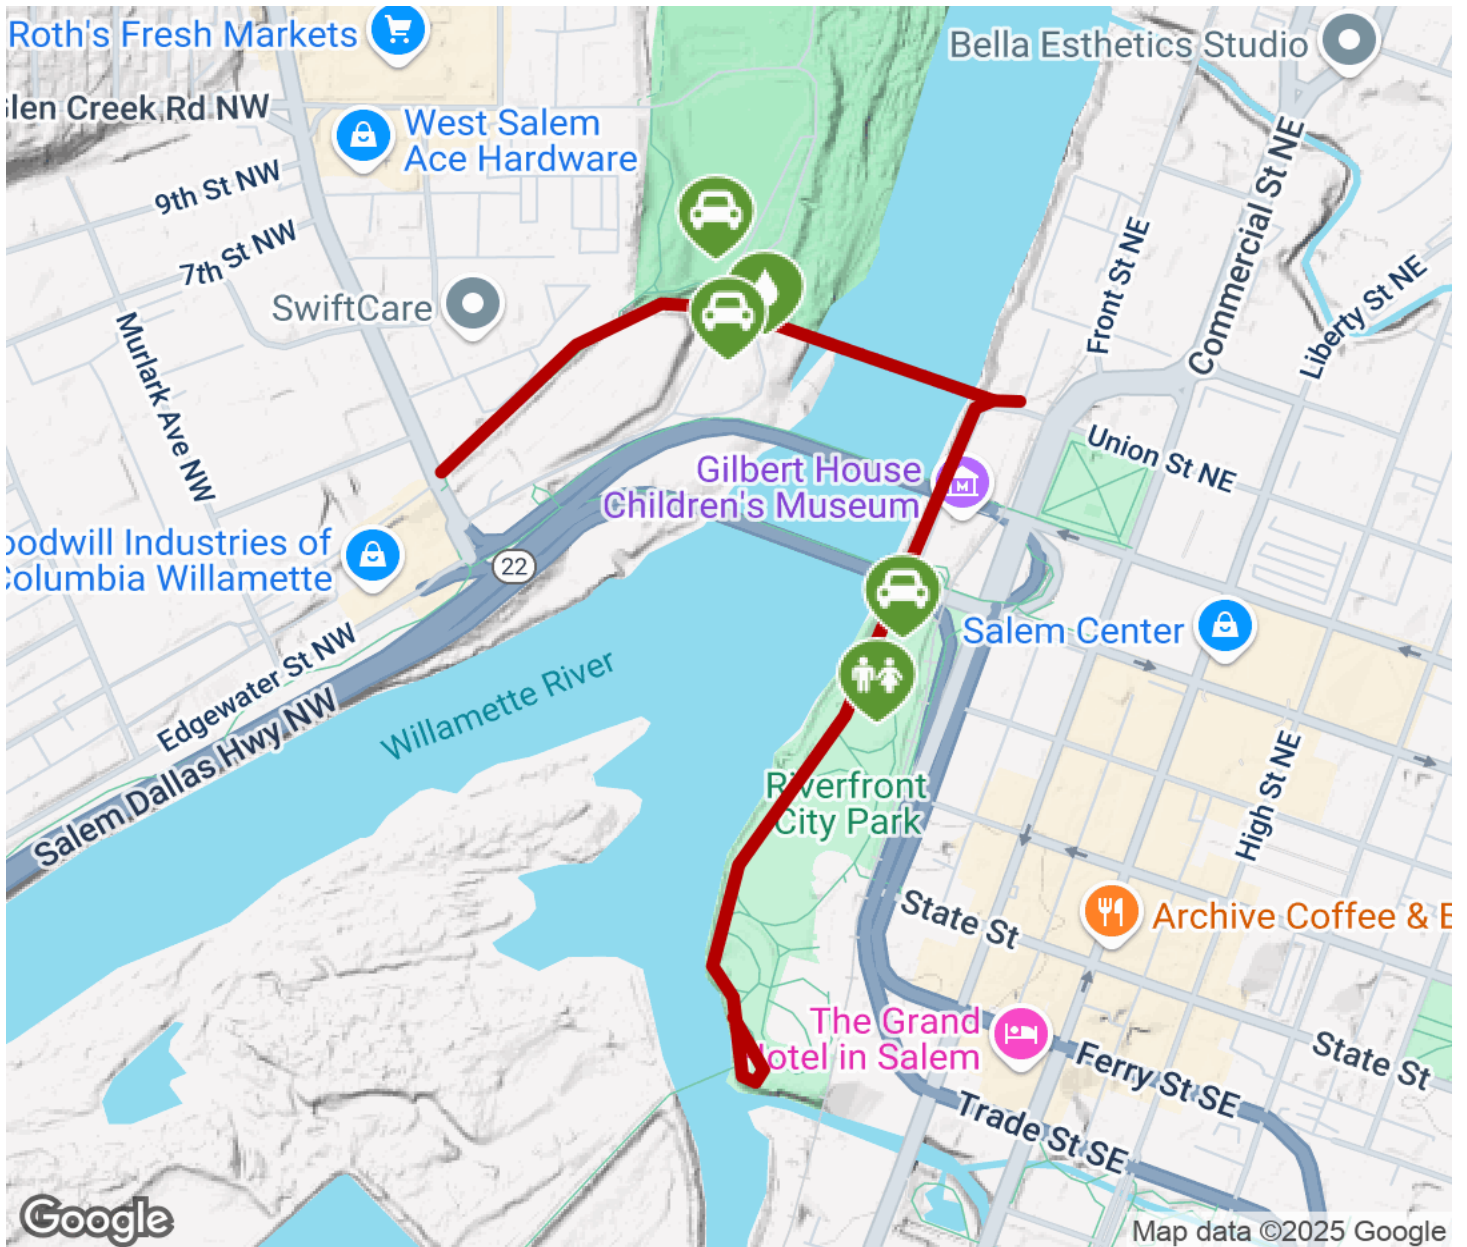 Roth's Fresh Markets
Bella Esthetics Studio
Glen Creek Rd NW
West Salem
Ace Hardware
9th St NW
7th St NW
Commercial St NE
Front St NE
Liberty St NE
SwiftCare
Murlark Ave NW
Union St NE
Gilbert House
Children's Museum
M
oodwill Industries of
Columbia Willamette
22
Salem Center
Edgewater St NW
Willamette River
Salem Dallas Hwy NW
High St NE
Riverfront
City Park
State St
Archive Coffee & B
The Grand
Hotel in Salem
Ferry St SE
State St
Trade St SE
Google
Map data ©2025 Google